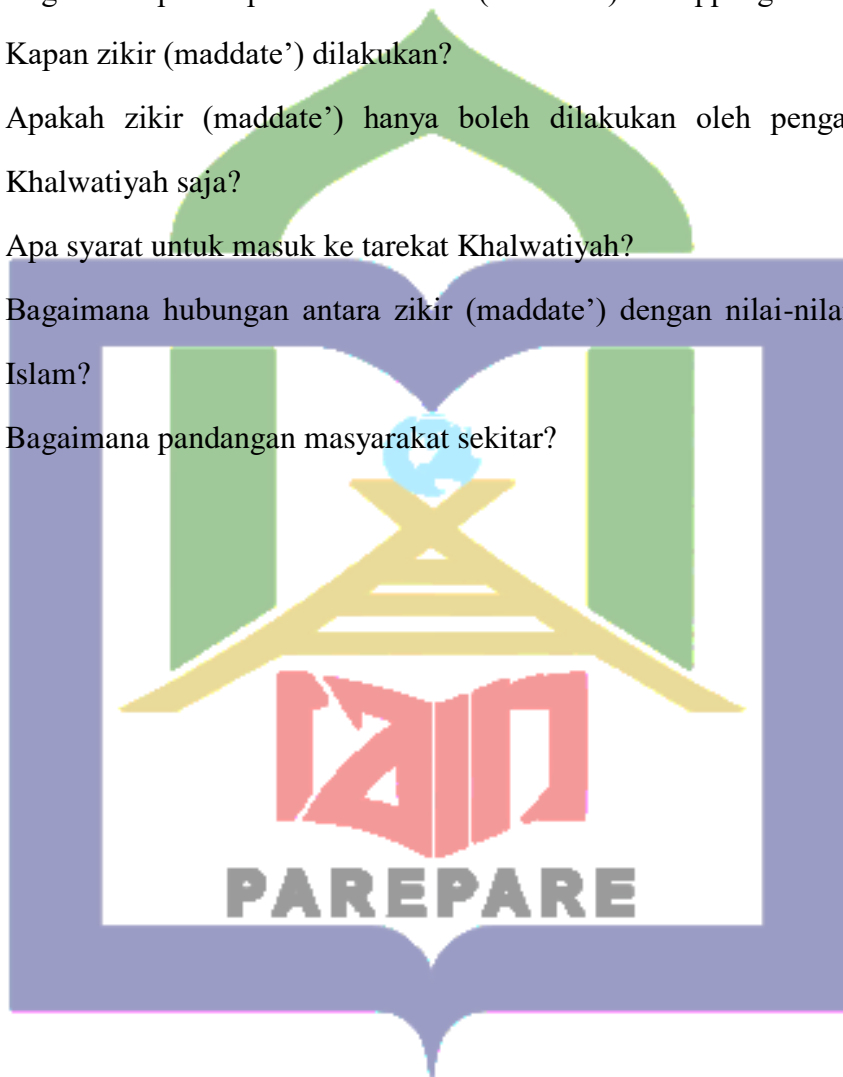 Kapan zikir (maddate’) dilakukan?
Apakah zikir (maddate’) hanya boleh dilakukan oleh
Khalwatiyah saja?
Apa syarat untuk masuk ke tarekat Khalwatiyah?
Bagaimana hubungan antara zikir (maddate’) dengan
Islam?
Bagaimana pandangan masyarakat sekitar?
iain
PAREPARE